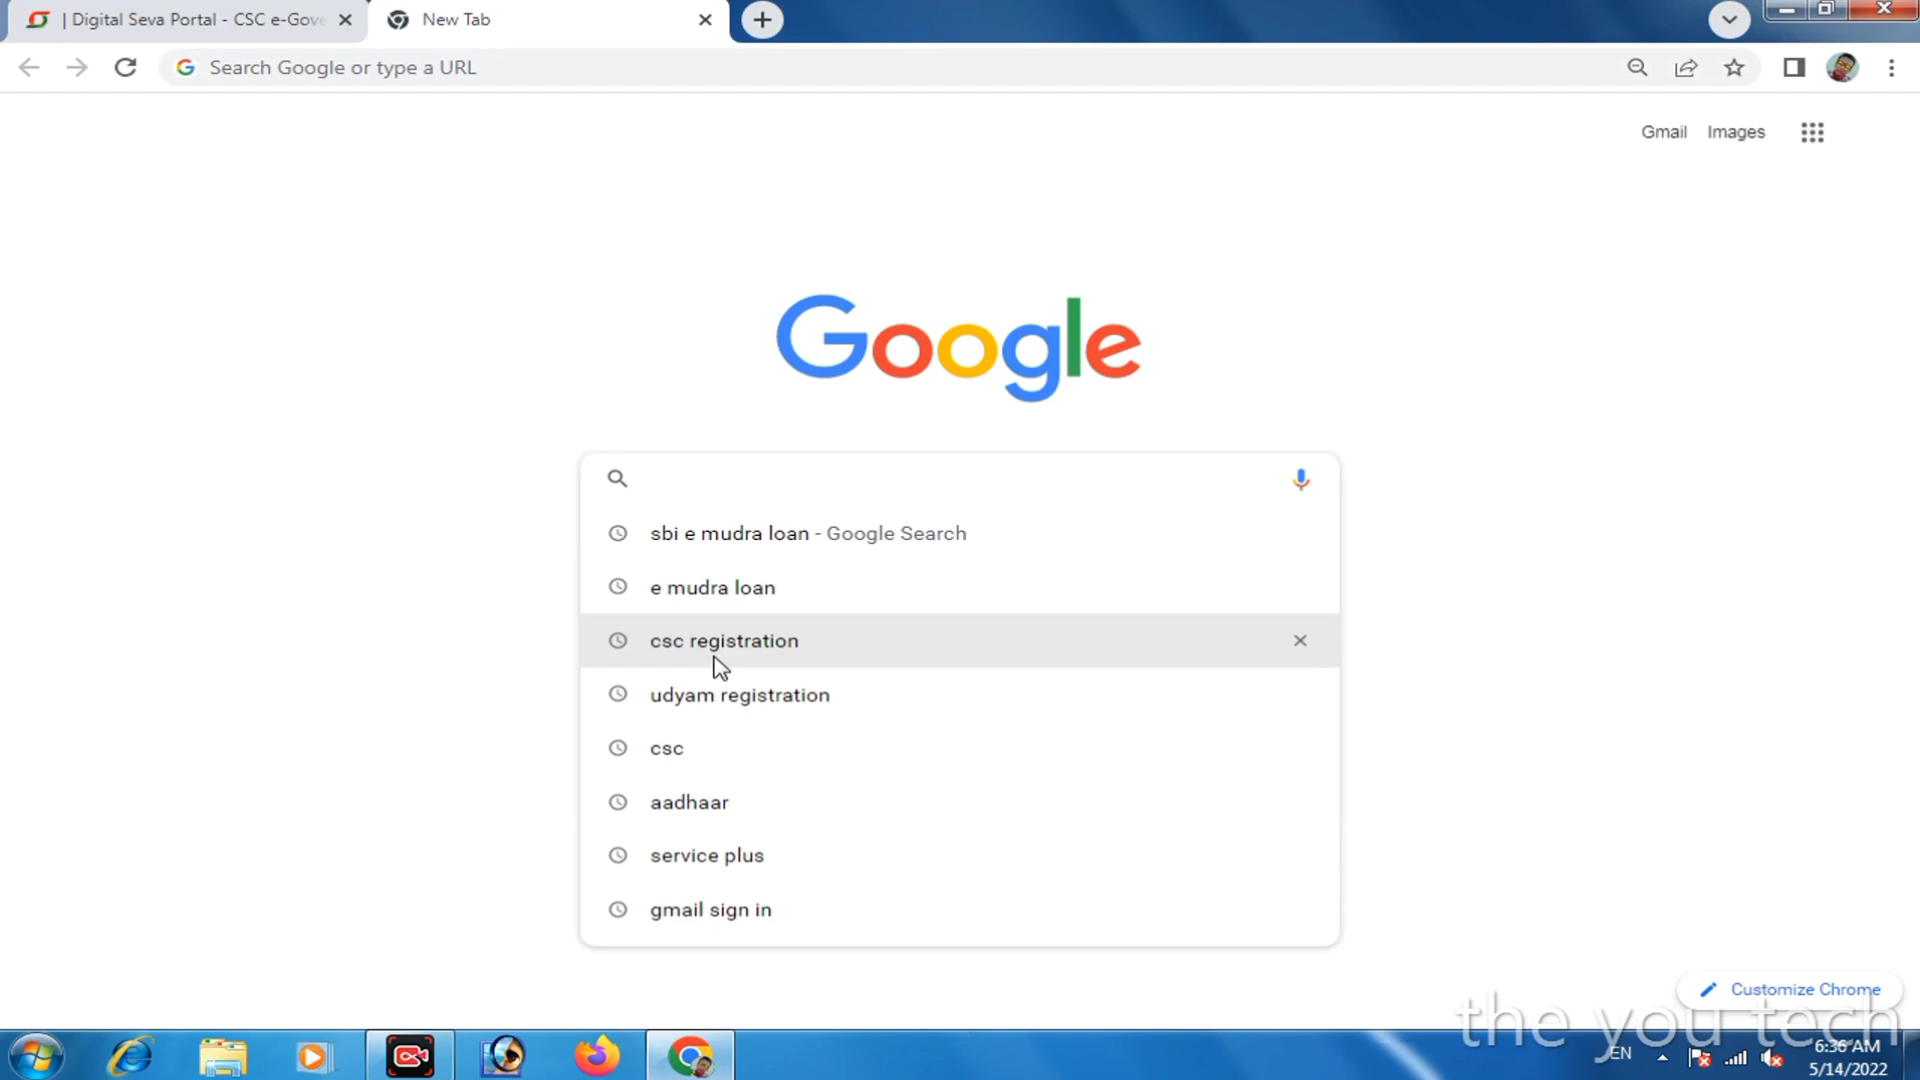 | Digital Seva Portal - CSC e-Gove
New Tab
Search Google or type a URL
Gmail
Images
Google
sbi e mudra loan - Google Search
e mudra loan
csc registration
udyam registration
csc
aadhaar
service plus
gmail sign in
Customize Chrome
the you tech
EN
6:36 AM
5/14/2022